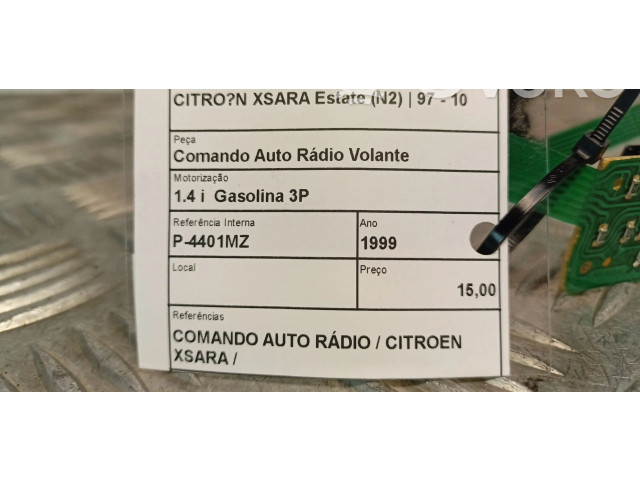 CITRO?N XSARA Estate (N2) | 97 - 10
Peça
Comando Auto Rádio Volante
Motorização
1.4 i Gasolina 3P
Referência Interna
P-4401MZ
Ano
1999
Local
Preço
15,00
Referências
COMANDO AUTO RÁDIO / CITROEN
XSARA /